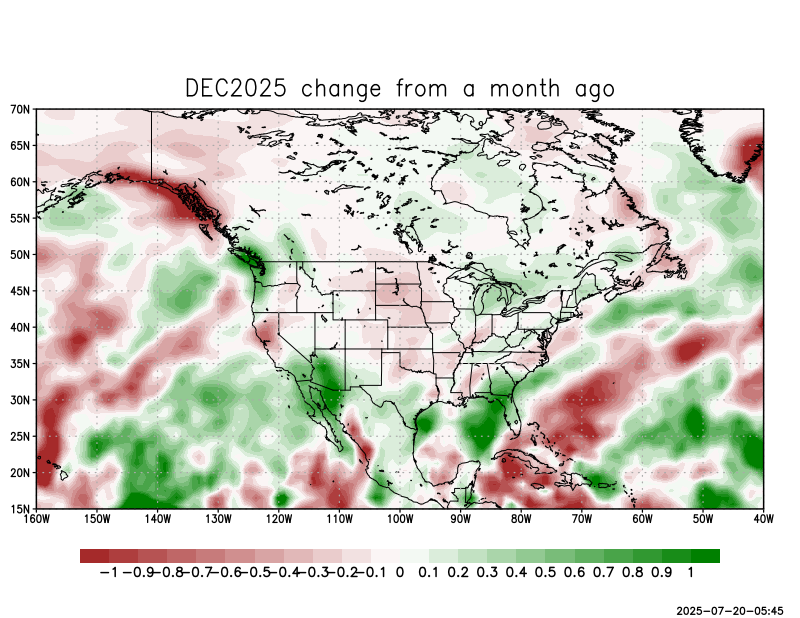 DEC2025 change from a month ago
70N
65N
60N
55N
50N
45N
40N
35N
30N
25N
20N
15N
160W 150W 140W 130W 120W 110W 100W 90W 80W 70W 60W 50W 40W
-1 -0.9 -0.8 -0.7 -0.6 -0.5 -0.4 -0.3 -0.2 -0.1 0 0.1 0.2 0.3 0.4 0.5 0.6 0.7 0.8 0.9 1
2025-07-20-05:45